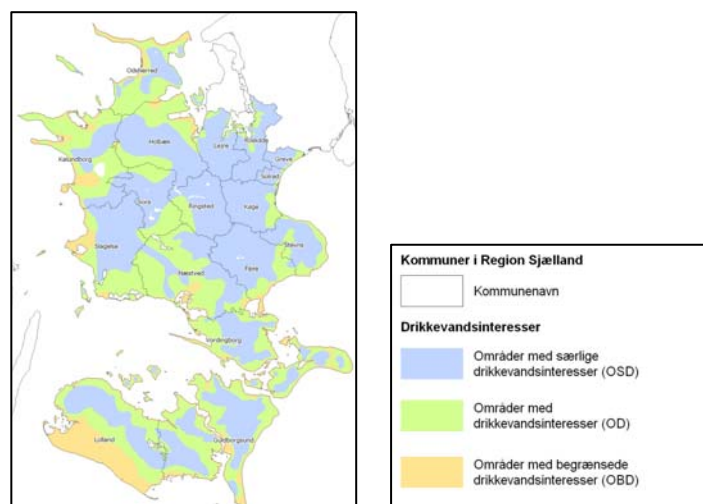 Odsherred
Holbæk
Lejre
Roskilde
Greve
Solrød
Kalundborg
Sorø
Ringsted
Køge
Slagelse
Stevns
Næstved
Faxe
Vordingborg
Lolland
Guldborgsund
Kommuner i Region Sjælland
Kommunenavn
Drikkevandsinteresser
Områder med særlige
drikkevandsinteresser (OSD)
Områder med
drikkevandsinteresser (OD)
Områder med begrænsede
drikkevandsinteresser (OBD)